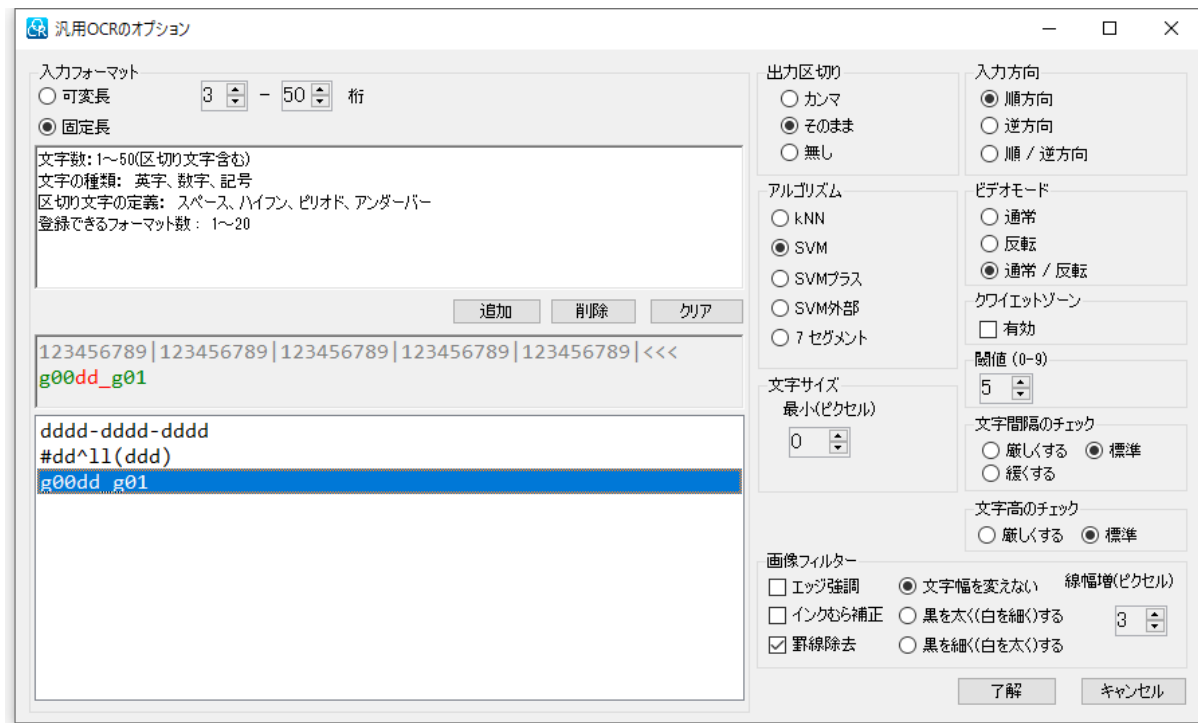 汎用OCRのオプション
入力フォーマット
可変長 3 - 50 桁
固定長
文字数:1～50(区切り文字含む)
文字の種類: 英字、数字、記号
区切り文字の定義: スペース、ハイフン、ピリオド、アンダーバー
登録できるフォーマット数: 1～20
追加 削除 クリア
123456789|123456789|123456789|123456789|123456789|<<<
g00dd_g01
dddd-dddd-dddd
#dd^ll(ddd)
g00dd_g01
出力区切り
カンマ
そのまま
無し
アルゴリズム
kNN
SVM
SVMプラス
SVM外部
7 セグメント
文字サイズ
最小(ピクセル)
0
入力方向
順方向
逆方向
順 / 逆方向
ビデオモード
通常
反転
通常 / 反転
クワイエットゾーン
有効
閾値 (0-9)
5
文字間隔のチェック
厳しくする 標準
緩くする
文字高のチェック
厳しくする 標準
画像フィルター
エッジ強調 文字幅を変えない 線幅増(ピクセル)
インクむら補正 黒を太く(白を細く)する 3
罫線除去 黒を細く(白を太く)する
了解 キャンセル